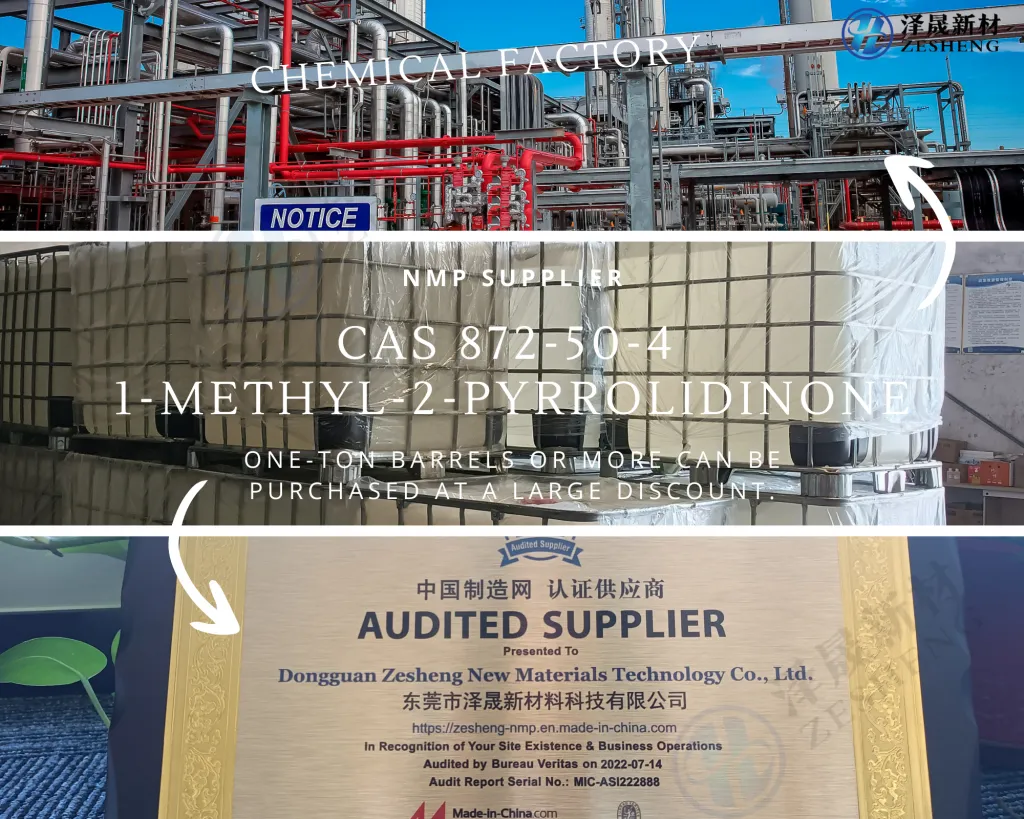 泽晟新材
ZESHENG
CHEMICAL FACTORY
NOTICE
NMP SUPPLIER
CAS 872-50-4
1-METHYL-2-PYRROLIDINONE
ONE-TON BARRELS OR MORE CAN BE
PURCHASED AT A LARGE DISCOUNT.
Audited Supplier
中国制造网 认证供应商
AUDITED SUPPLIER
Presented To
Dongguan Zesheng New Materials Technology Co., Ltd.
东莞市泽晟新材料科技有限公司
https://zesheng-nmp.en.made-in-china.com
In Recognition of Your Site Existence & Business Operations
Audited by Bureau Veritas on 2022-07-14
Audit Report Serial No.: MIC-ASI222888
Made-in-China.com
泽晟新材
ZESHENG